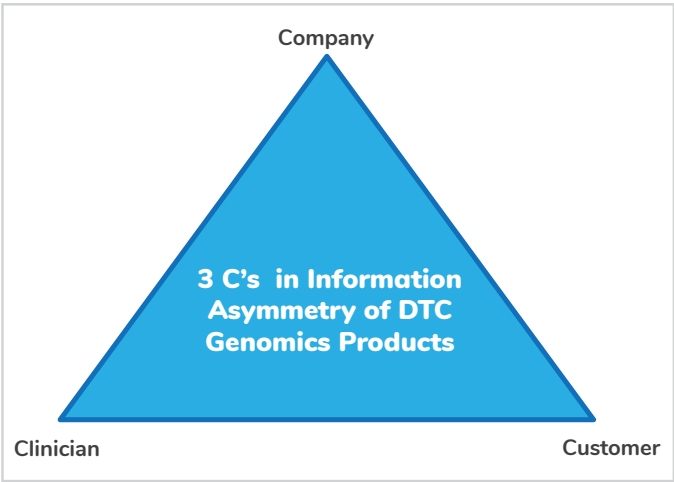 Company
3 C's in Information
Asymmetry of DTC
Genomics Products
Clinician
Customer